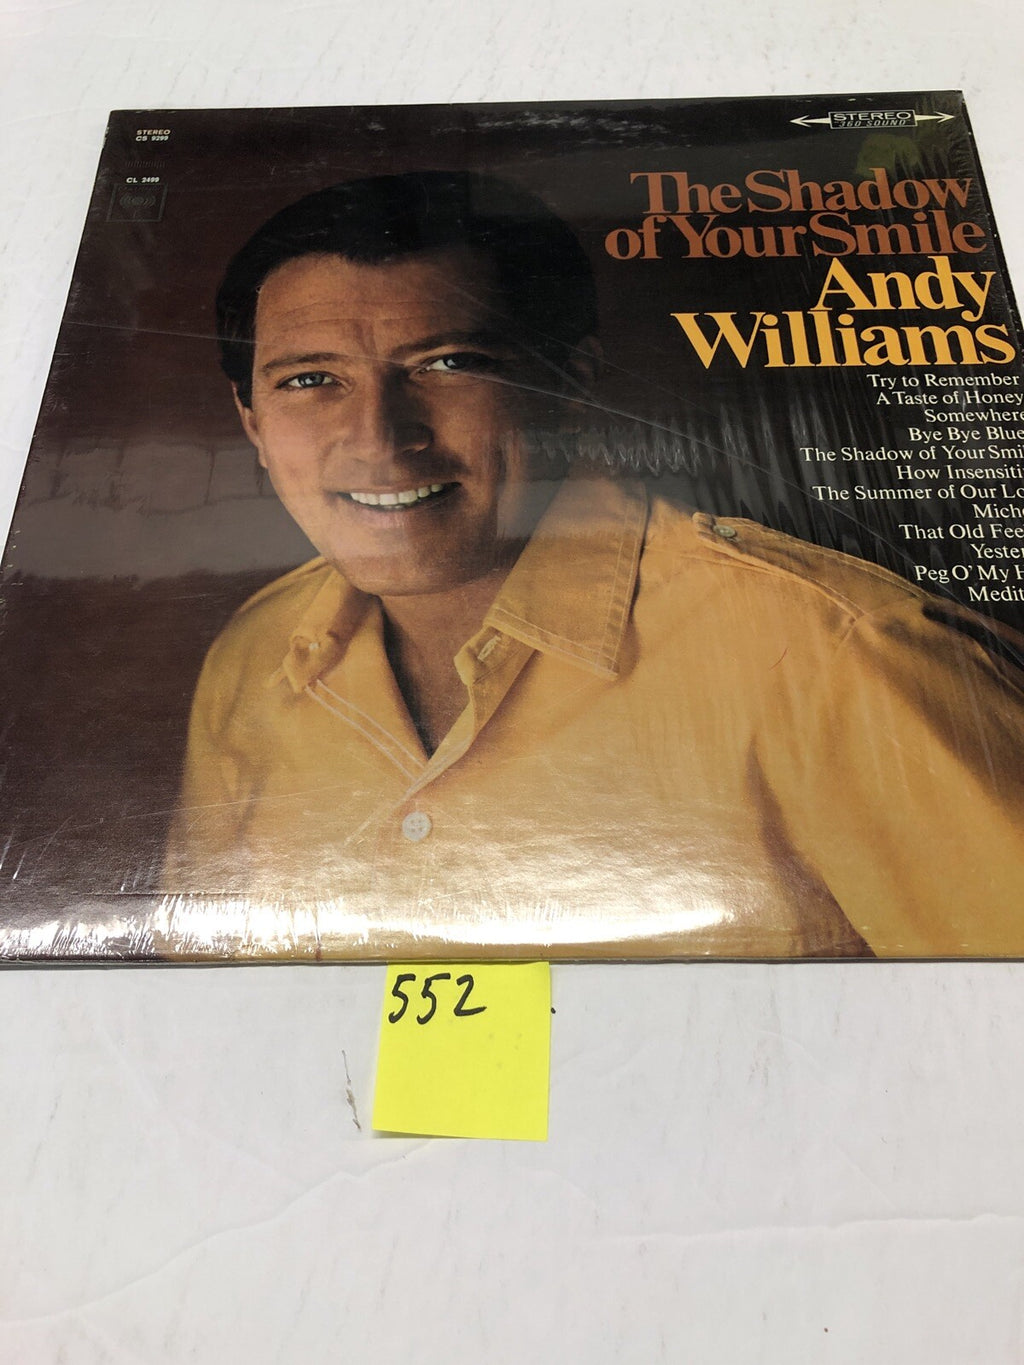 STEREO
CS 9299
CL 2499
STEREO
360 SOUND
The Shadow
of Your Smile
Andy
Williams
Try to Remember
A Taste of Honey
Somewhere
Bye Bye Blue
The Shadow of Your Smil
How Insensiti
The Summer of Our Lo
Miche
That Old Fee
Yester
Peg O' My H
Medit
552